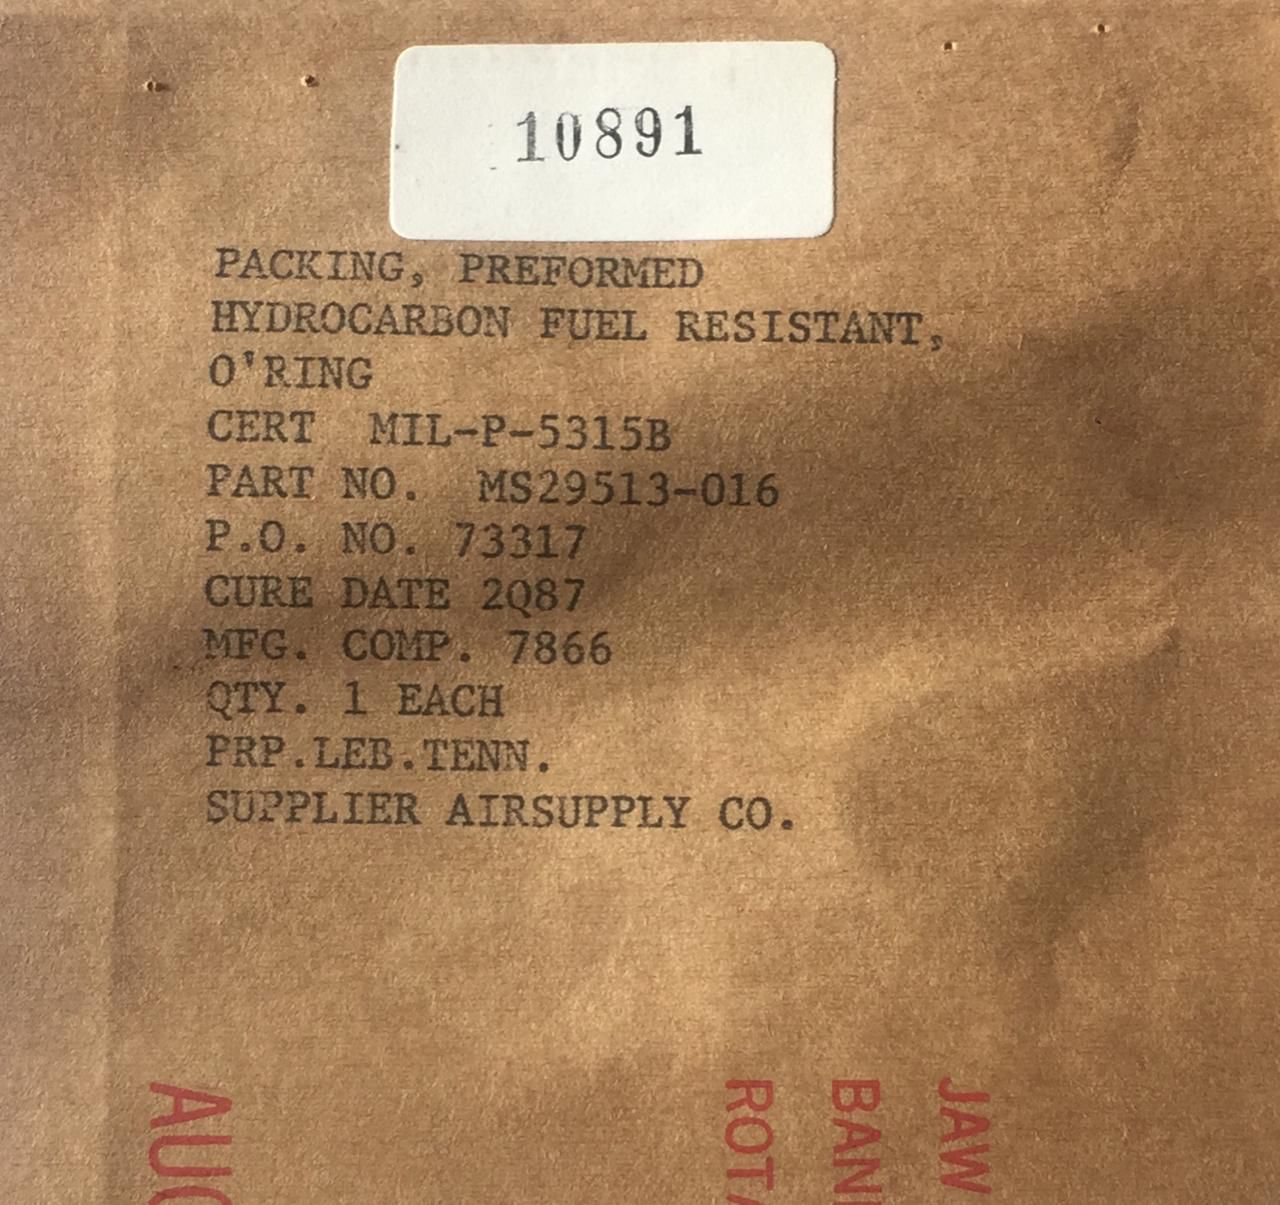 10891
PACKING, PREFORMED
HYDROCARBON FUEL RESISTANT,
O'RING
CERT MIL-P-5315B
PART NO. MS29513-016
P.O. NO. 73317
CURE DATE 2Q87
MFG. COMP. 7866
QTY. 1 EACH
PRP.LEB.TENN.
SUPPLIER AIRSUPPLY CO.
JAW